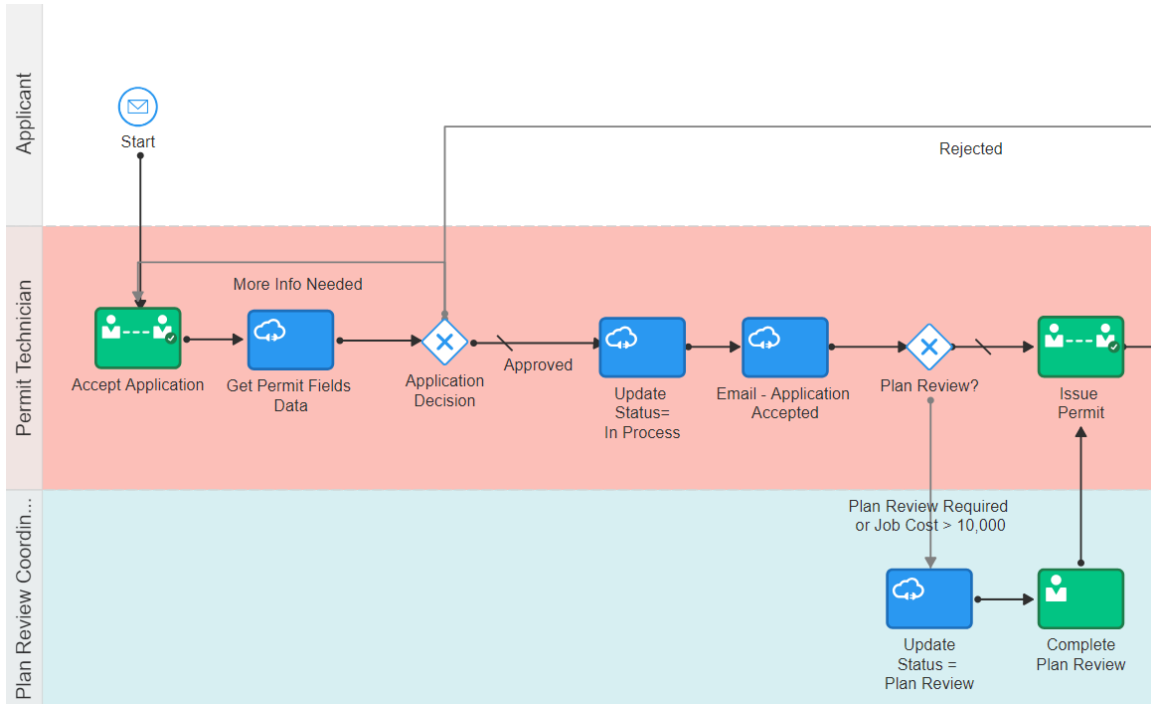 Applicant
Start
Rejected
Permit Technician
More Info Needed
Accept Application
Get Permit Fields
Data
Application
Decision
Approved
Update
Status=
In Process
Email - Application
Accepted
Plan Review?
Issue
Permit
Plan Review Coordin...
Plan Review Required
or Job Cost > 10,000
Update
Status =
Plan Review
Complete
Plan Review